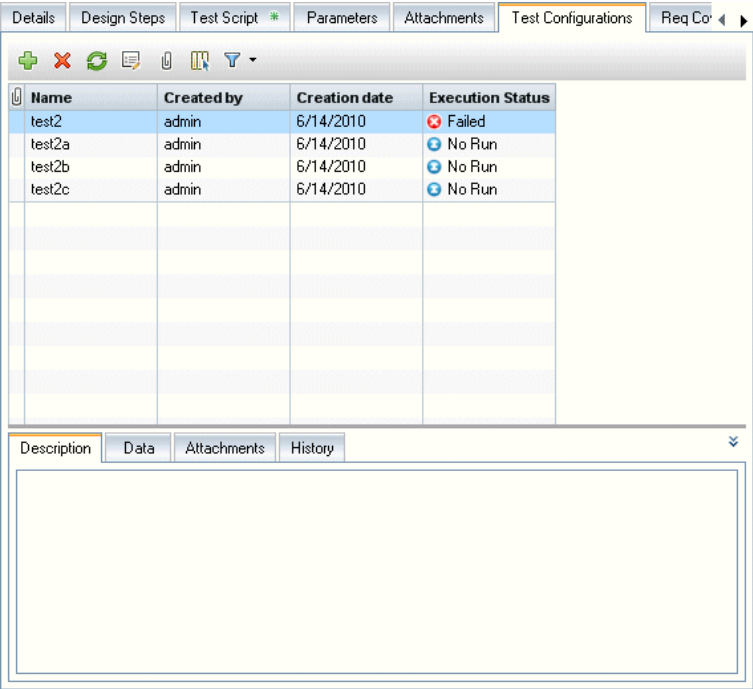 Details Design Steps Test Script * Parameters Attachments Test Configurations Req Co
Name Created by Creation date Execution Status
test2 admin 6/14/2010 Failed
test2a admin 6/14/2010 No Run
test2b admin 6/14/2010 No Run
test2c admin 6/14/2010 No Run
Description Data Attachments History